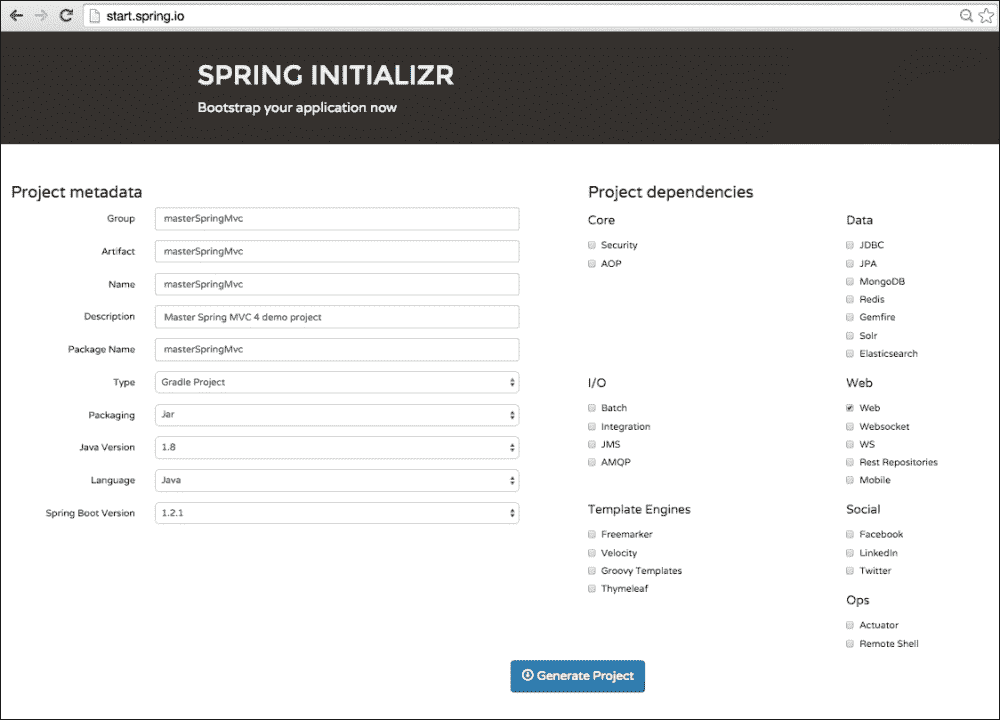 start.spring.io
SPRING INITIALIZR
Bootstrap your application now
Project metadata
Group masterSpringMvc
Artifact masterSpringMvc
Name masterSpringMvc
Description Master Spring MVC 4 demo project
Package Name masterSpringMvc
Type Gradle Project
Packaging Jar
Java Version 1.8
Language Java
Spring Boot Version 1.2.1
Project dependencies
Core
Security
AOP
Data
JDBC
JPA
MongoDB
Redis
Gemfire
Solr
Elasticsearch
I/O
Batch
Integration
JMS
AMQP
Web
Web
Websocket
WS
Rest Repositories
Mobile
Template Engines
Freemarker
Velocity
Groovy Templates
Thymeleaf
Social
Facebook
LinkedIn
Twitter
Ops
Actuator
Remote Shell
Generate Project